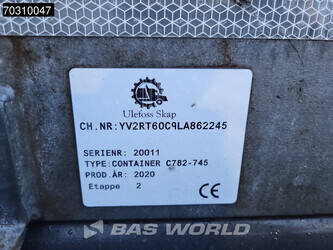 70310047
Ulefoss Skap
CH.NR:YV2RT60C9LA862245
SERIENR: 20011
TYPE:CONTAINER C782-745
PROD.ÅR: 2020
Etappe 2
CE
BAS WORLD